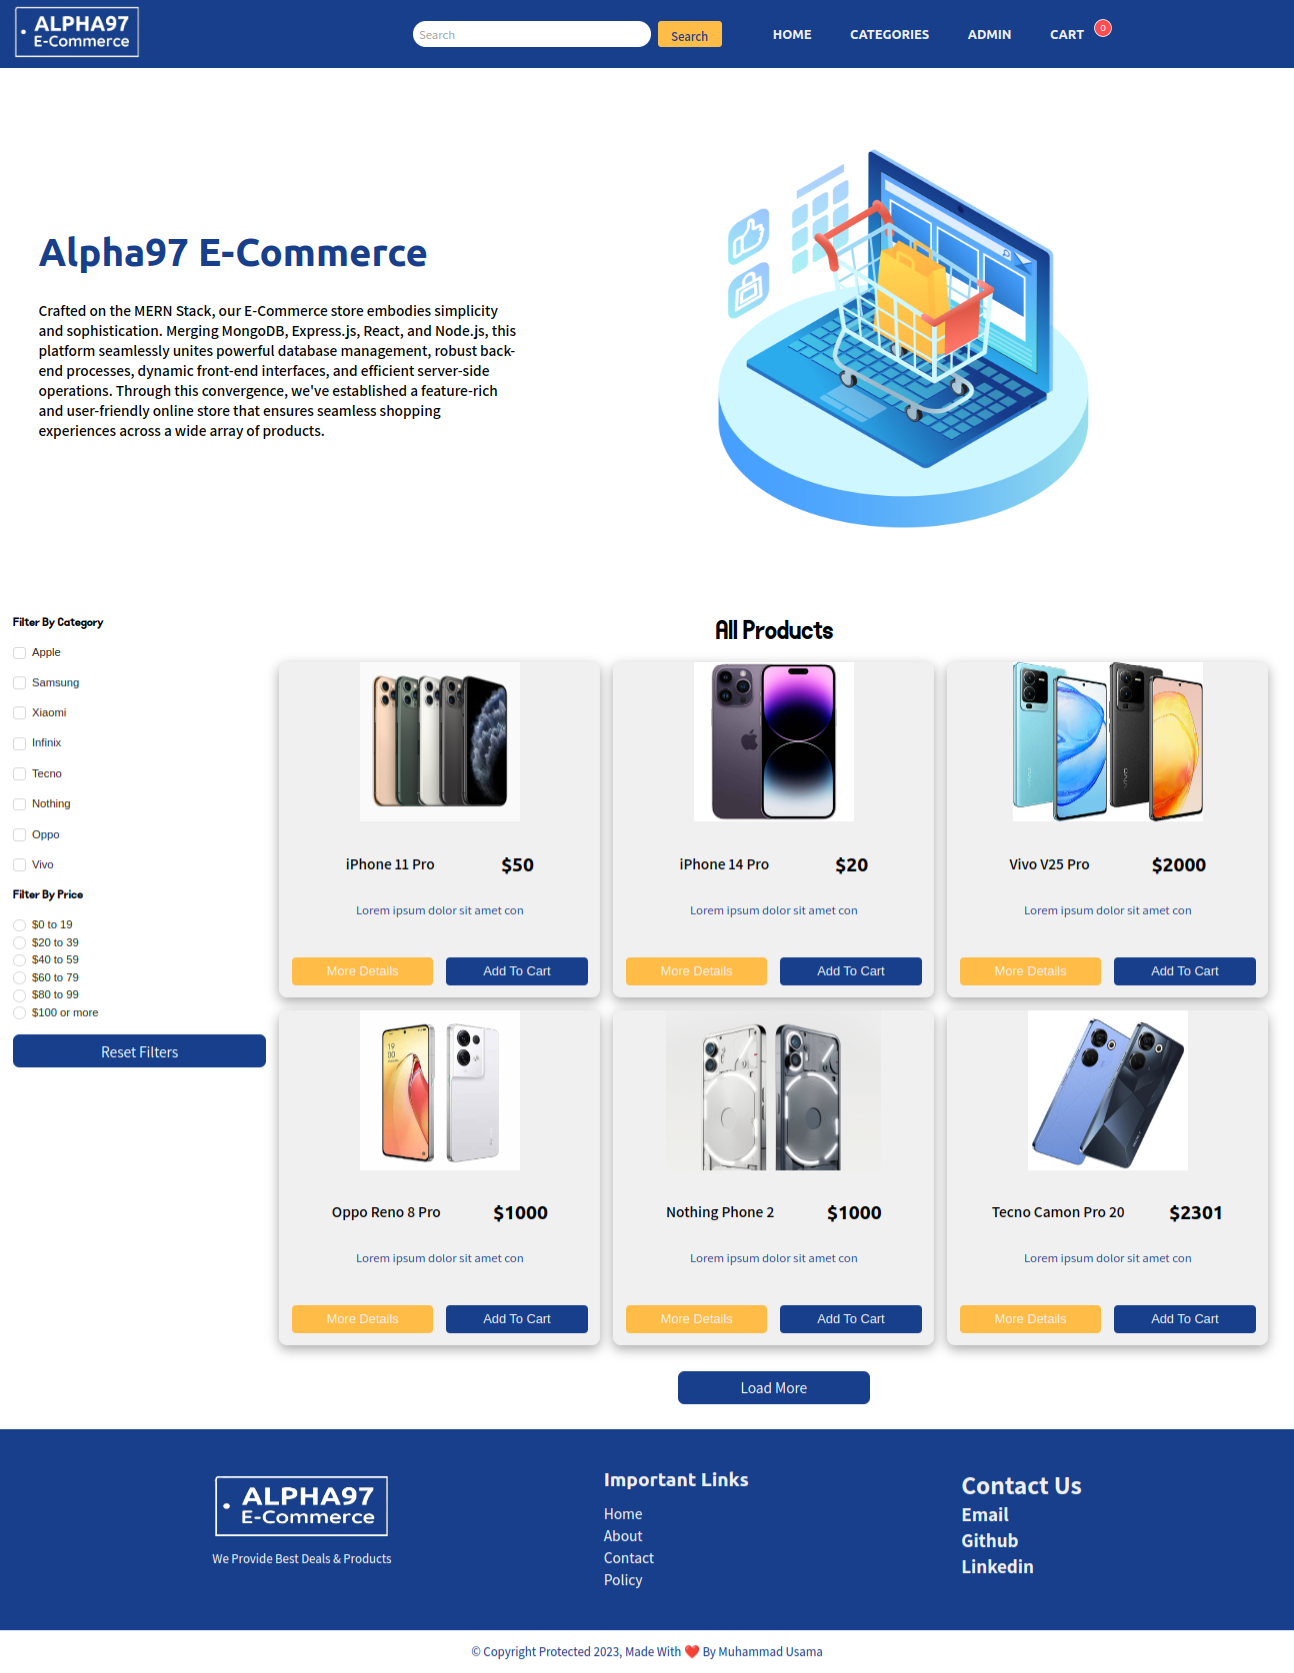 ALPHA97
E-Commerce
Search
Search
HOME
CATEGORIES
ADMIN
CART
0
Alpha97 E-Commerce
Crafted on the MERN Stack, our E-Commerce store embodies simplicity
and sophistication. Merging MongoDB, Express.js, React, and Node.js, this
platform seamlessly unites powerful database management, robust back-
end processes, dynamic front-end interfaces, and efficient server-side
operations. Through this convergence, we've established a feature-rich
and user-friendly online store that ensures seamless shopping
experiences across a wide array of products.
Filter By Category
Apple
Samsung
Xiaomi
Infinix
Tecno
Nothing
Oppo
Vivo
Filter By Price
$0 to 19
$20 to 39
$40 to 59
$60 to 79
$80 to 99
$100 or more
Reset Filters
All Products
iPhone 11 Pro
$50
Lorem ipsum dolor sit amet con
More Details
Add To Cart
iPhone 14 Pro
$20
Lorem ipsum dolor sit amet con
More Details
Add To Cart
vivo
vivo
Vivo V25 Pro
$2000
Lorem ipsum dolor sit amet con
More Details
Add To Cart
19
00
Oppo Reno 8 Pro
$1000
Lorem ipsum dolor sit amet con
More Details
Add To Cart
Nothing Phone 2
$1000
Lorem ipsum dolor sit amet con
More Details
Add To Cart
Tecno Camon Pro 20
$2301
Lorem ipsum dolor sit amet con
More Details
Add To Cart
Load More
ALPHA97
E-Commerce
We Provide Best Deals & Products
Important Links
Home
About
Contact
Policy
Contact Us
Email
Github
Linkedin
© Copyright Protected 2023, Made With ❤️ By Muhammad Usama